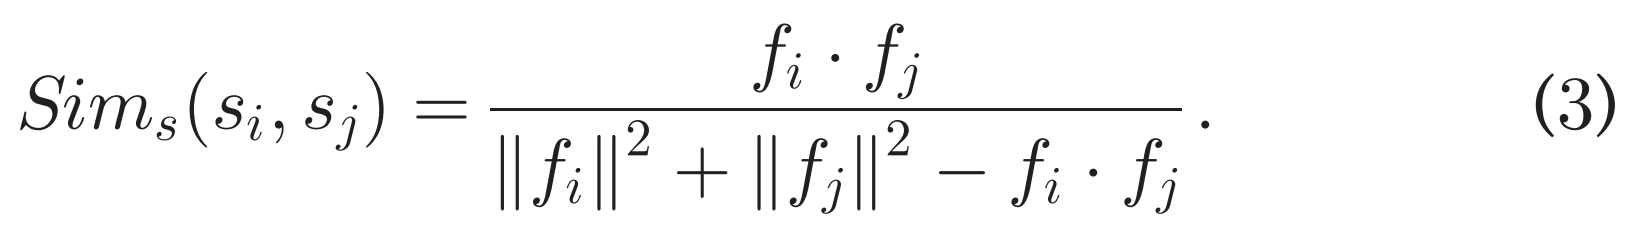 $Sim_s(s_i, s_j) = \frac{f_i \cdot f_j}{\|f_i\|^2 + \|f_j\|^2 - f_i \cdot f_j}.$ (3)